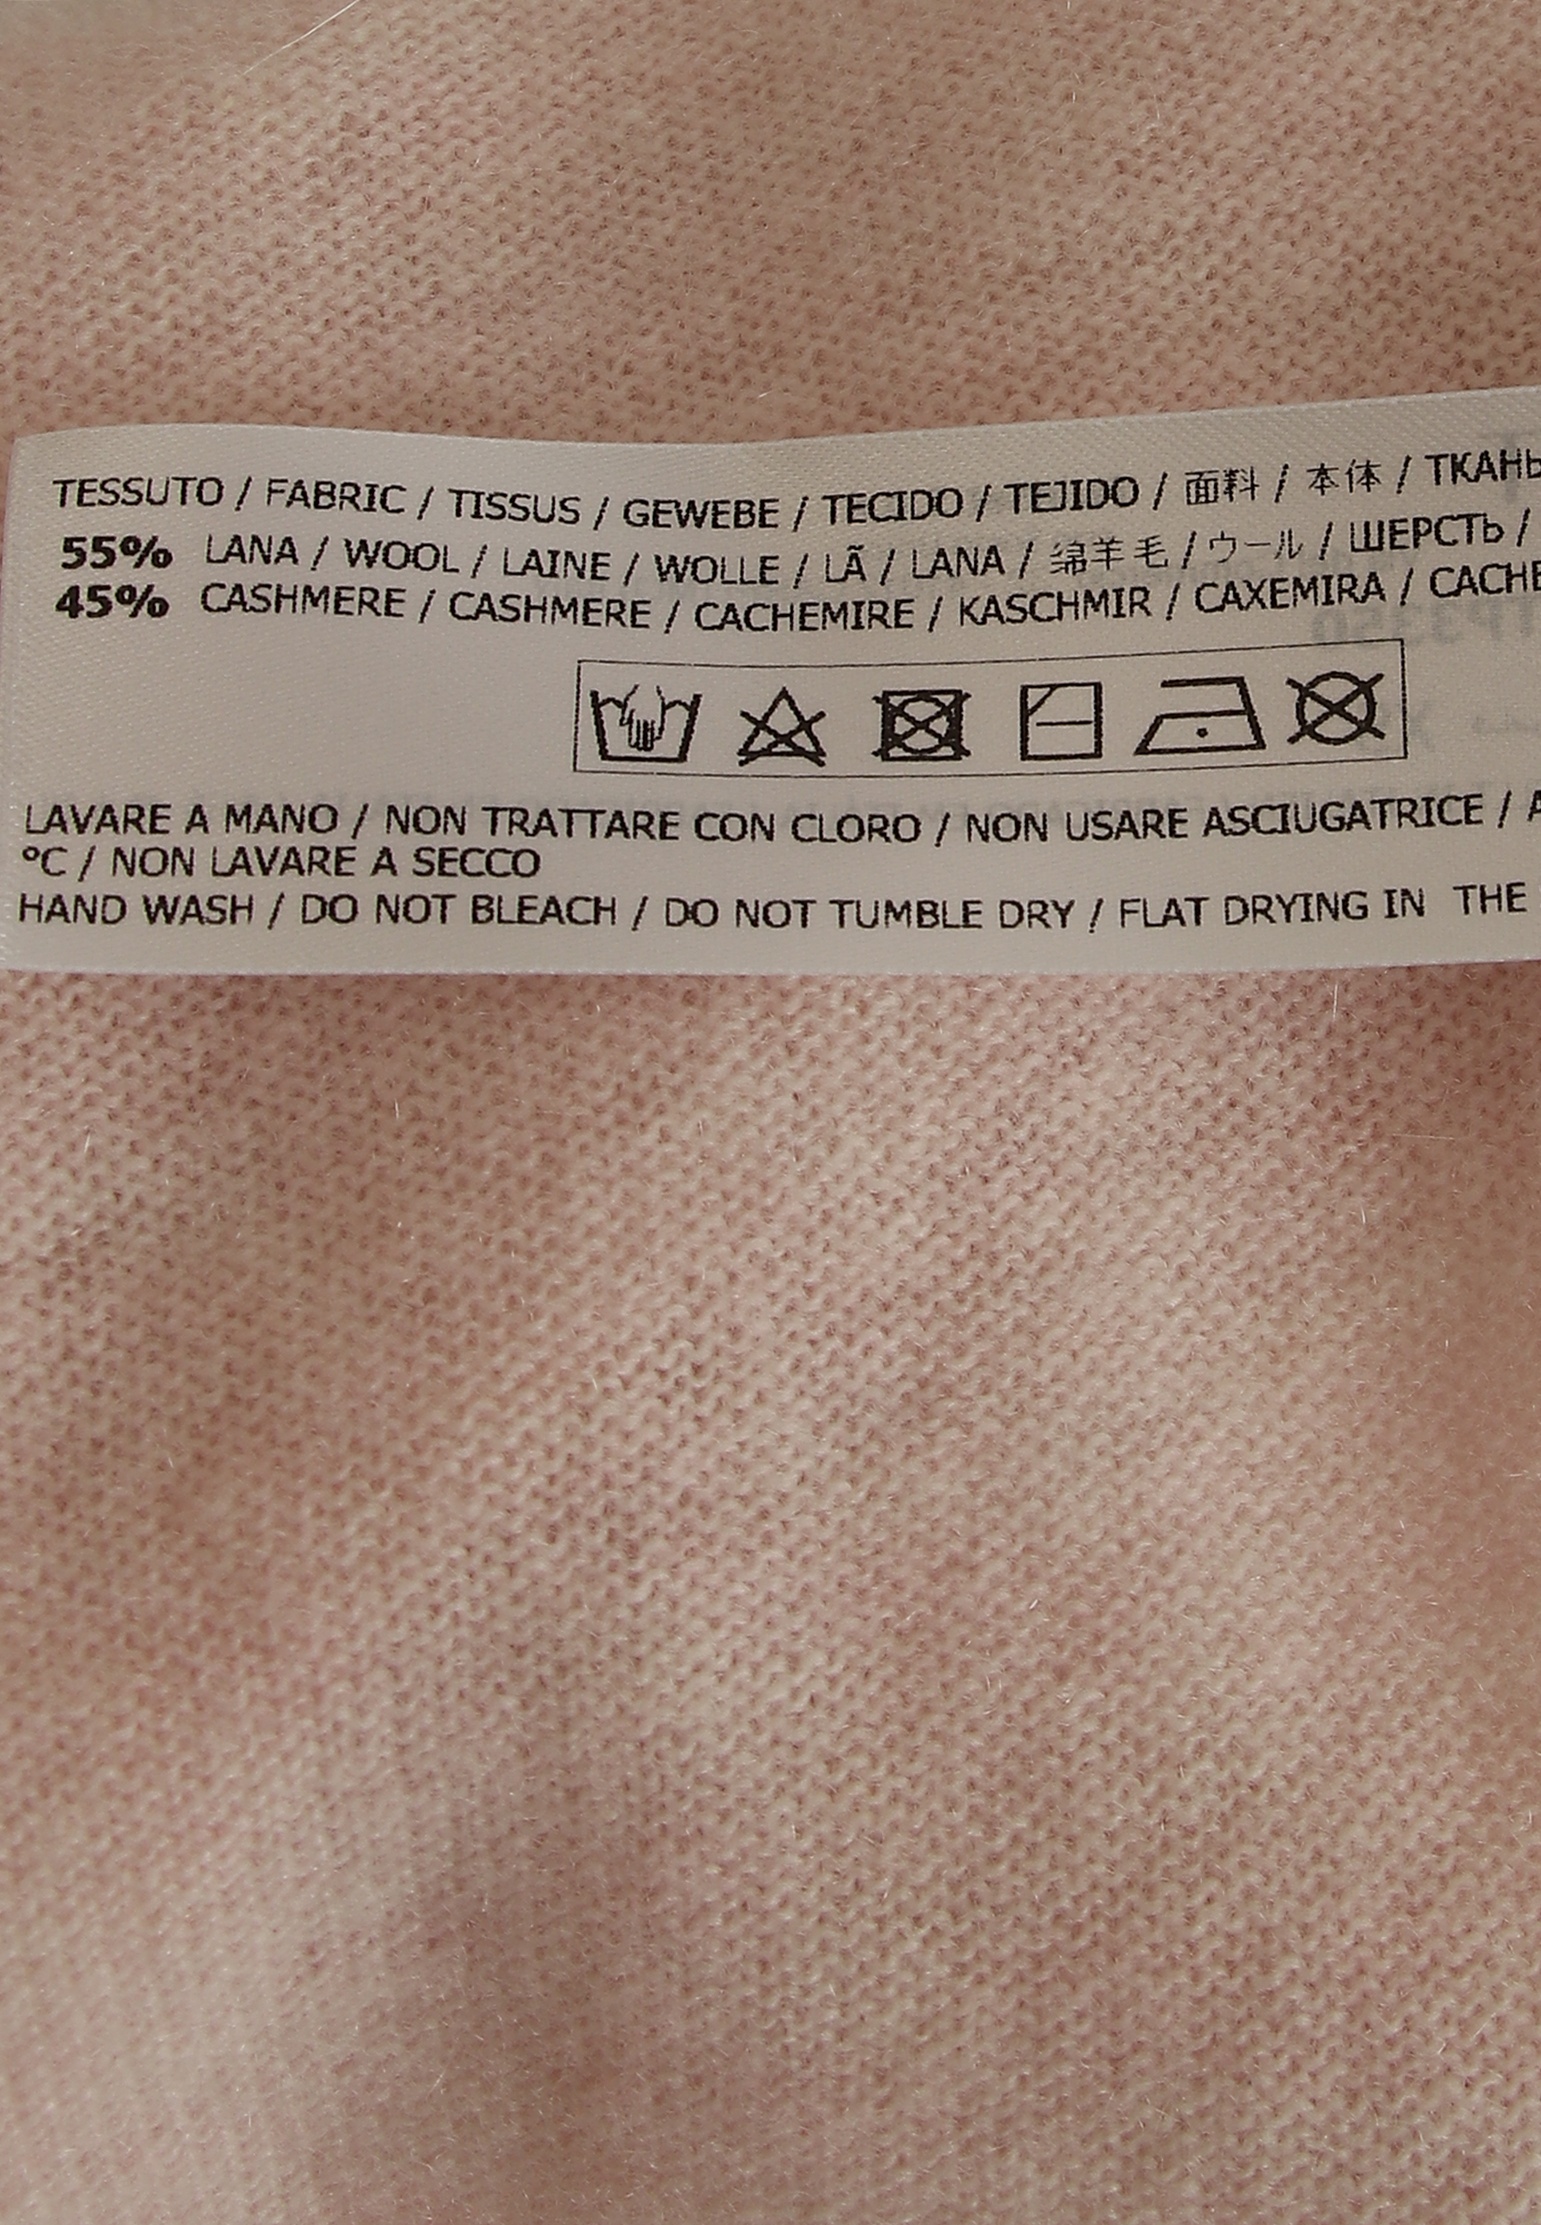 TESSUTO / FABRIC / TISSUS / GEWEBE / TECIDO / TEJIDO / 面料 / 本体 / ТКАНЬ
55% LANA / WOOL / LAINE / WOLLE / LÃ / LANA / 绵羊毛 / ウール / ШЕРСТЬ /
45% CASHMERE / CASHMERE / CACHEMIRE / KASCHMIR / CAXEMIRA / CACHE
LAVARE A MANO / NON TRATTARE CON CLORO / NON USARE ASCIUGATRICE / A
°C / NON LAVARE A SECCO
HAND WASH / DO NOT BLEACH / DO NOT TUMBLE DRY / FLAT DRYING IN THE